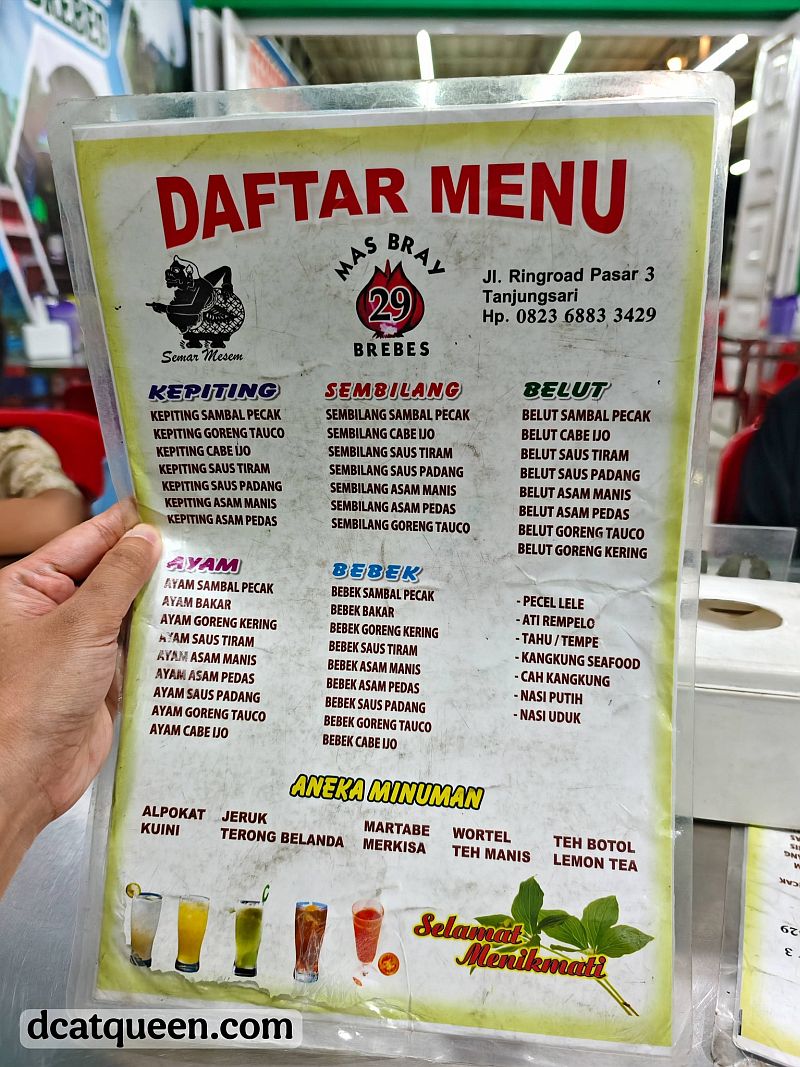 BREBES
DAFTAR MENU
Semar Mesem
MAS BRAY
29
BREBES
Jl. Ringroad Pasar 3
Tanjungsari
Hp. 0823 6883 3429
KEPITING
KEPITING SAMBAL PECAK
KEPITING GORENG TAUCO
KEPITING CABE IJO
KEPITING SAUS TIRAM
KEPITING SAUS PADANG
KEPITING ASAM MANIS
KEPITING ASAM PEDAS
SEMBILANG
SEMBILANG SAMBAL PECAK
SEMBILANG CABE IJO
SEMBILANG SAUS TIRAM
SEMBILANG SAUS PADANG
SEMBILANG ASAM MANIS
SEMBILANG ASAM PEDAS
SEMBILANG GORENG TAUCO
BELUT
BELUT SAMBAL PECAK
BELUT CABE IJO
BELUT SAUS TIRAM
BELUT SAUS PADANG
BELUT ASAM MANIS
BELUT ASAM PEDAS
BELUT GORENG TAUCO
BELUT GORENG KERING
AYAM
AYAM SAMBAL PECAK
AYAM BAKAR
AYAM GORENG KERING
AYAM SAUS TIRAM
AYAM ASAM MANIS
AYAM ASAM PEDAS
AYAM SAUS PADANG
AYAM GORENG TAUCO
AYAM CABE IJO
BEBEK
BEBEK SAMBAL PECAK
BEBEK BAKAR
BEBEK GORENG KERING
BEBEK SAUS TIRAM
BEBEK ASAM MANIS
BEBEK ASAM PEDAS
BEBEK SAUS PADANG
BEBEK GORENG TAUCO
BEBEK CABE IJO
- PECEL LELE
- ATI REMPELO
- TAHU / TEMPE
- KANGKUNG SEAFOOD
- CAH KANGKUNG
- NASI PUTIH
- NASI UDUK
ANEKA MINUMAN
ALPOKAT
KUINI
JERUK
TERONG BELANDA
MARTABE
MERKISA
WORTEL
TEH MANIS
TEH BOTOL
LEMON TEA
Selamat
Menikmati
dcatqueen.com